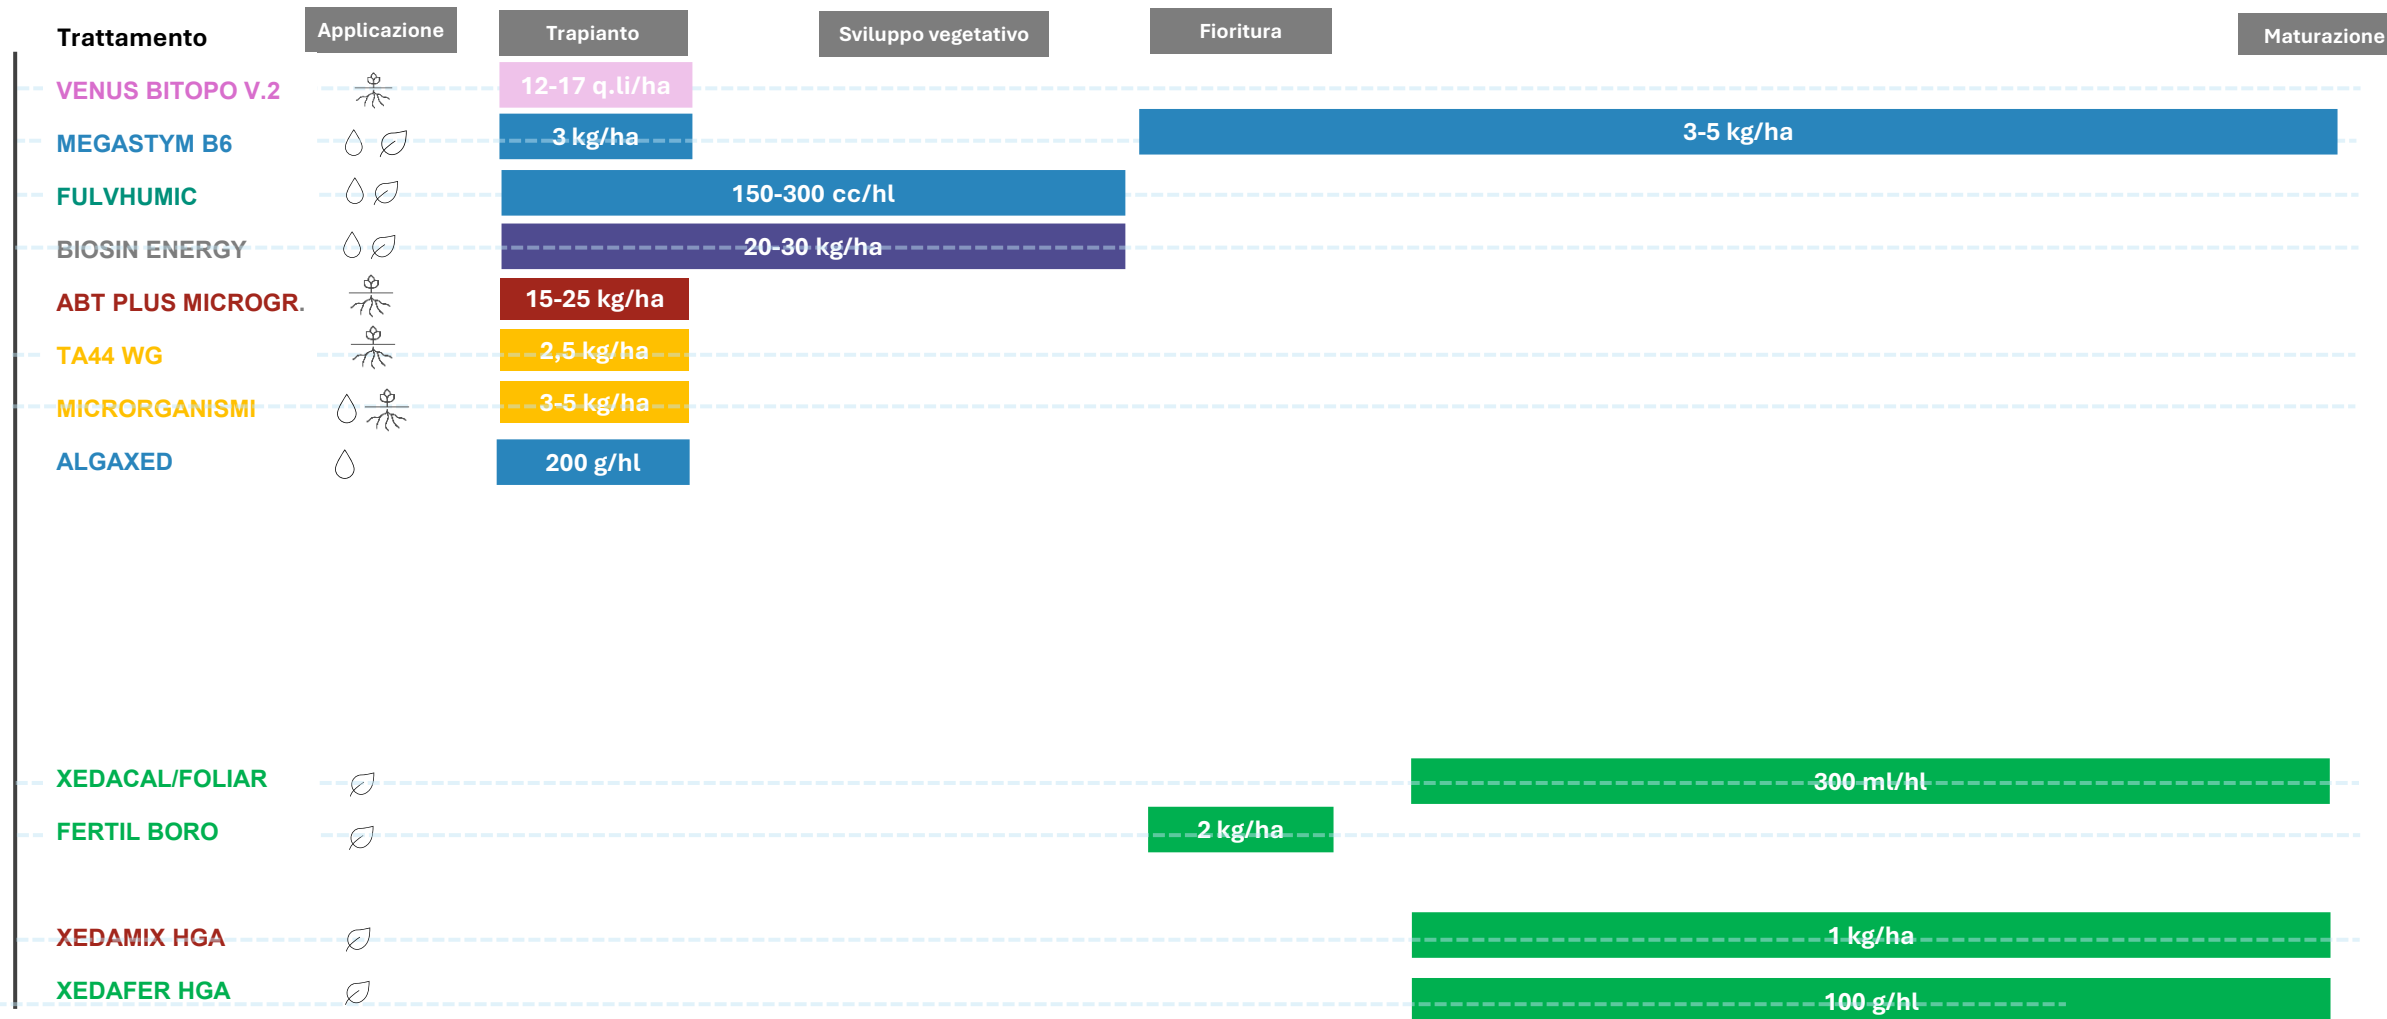 Trattamento Applicazione Trapianto Sviluppo vegetativo Fioritura Maturazione
VENUS BITOPO V.2 12-17 q.li/ha
MEGASTYM B6 3 kg/ha 3-5 kg/ha
FULVHUMIC 150-300 cc/hl
BIOSIN ENERGY 20-30 kg/ha
ABT PLUS MICROGR. 15-25 kg/ha
TA44 WG 2,5 kg/ha
MICRORGANISMI 3-5 kg/ha
ALGAXED 200 g/hl
XEDACAL/FOLIAR 300 ml/hl
FERTIL BORO 2 kg/ha
XEDAMIX HGA 1 kg/ha
XEDAFER HGA 100 g/hl